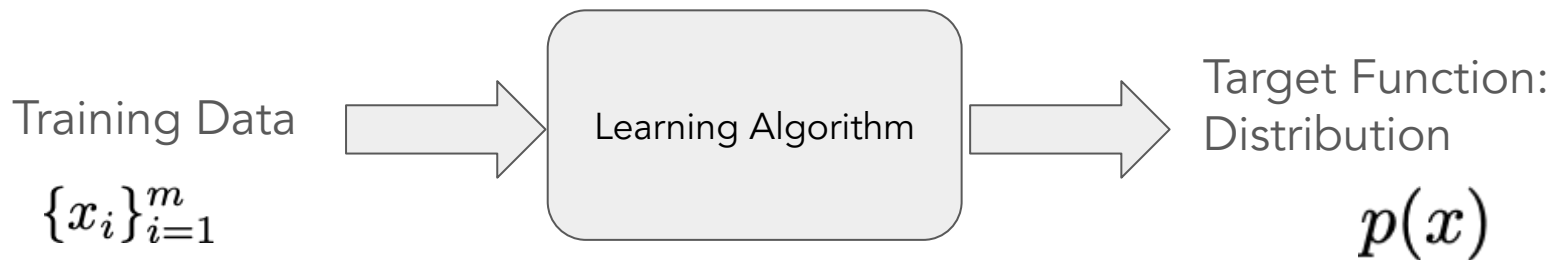 Training Data
{x_i}_{i=1}^m
Learning Algorithm
Target Function:
Distribution
p(x)